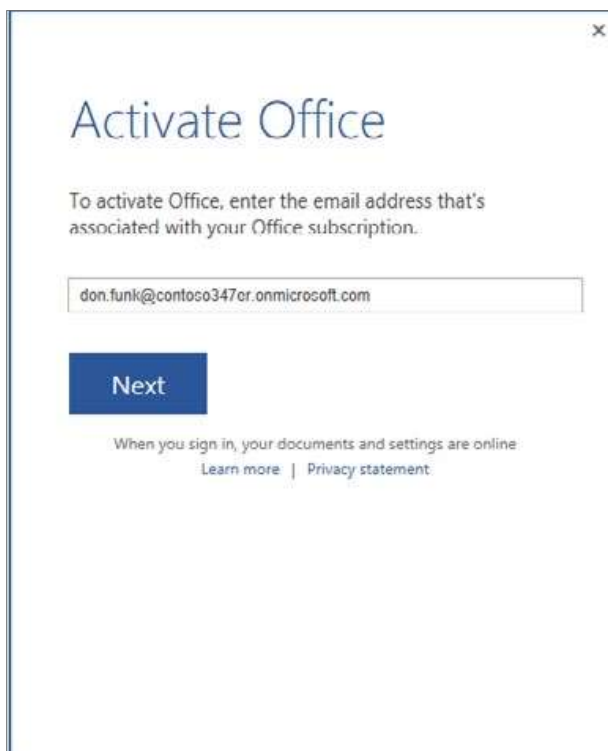 Activate Office
To activate Office, enter the email address that's
associated with your Office subscription.
don.funk@contoso347er.onmicrosoft.com
Next
When you sign in, your documents and settings are online
Learn more | Privacy statement